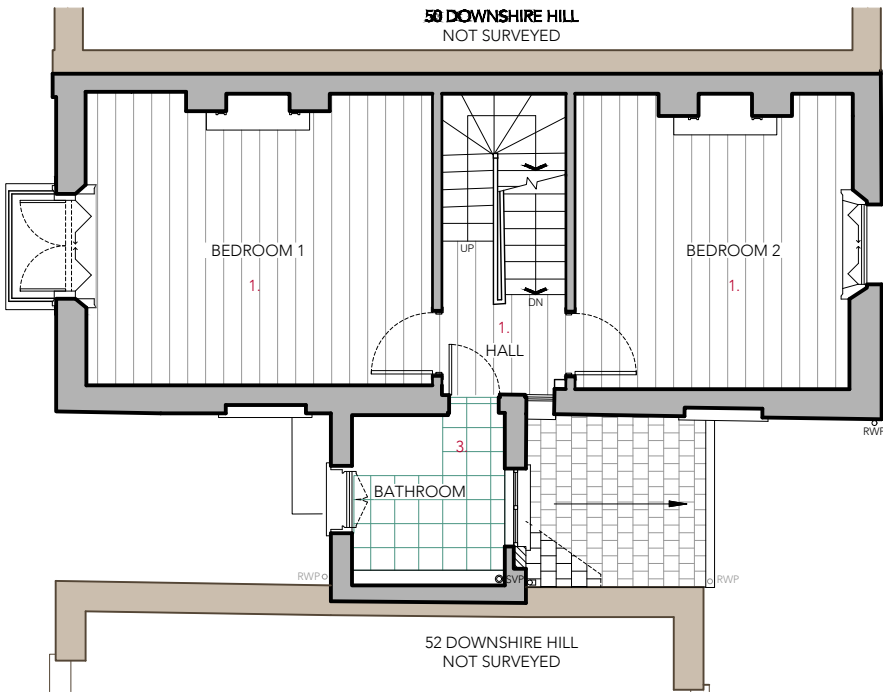 50 DOWNSHIRE HILL
NOT SURVEYED
BEDROOM 1
1.
UP
DN
1.
HALL
BEDROOM 2
1.
RWP
3.
BATHROOM
RWP
SVP
RWP
52 DOWNSHIRE HILL
NOT SURVEYED